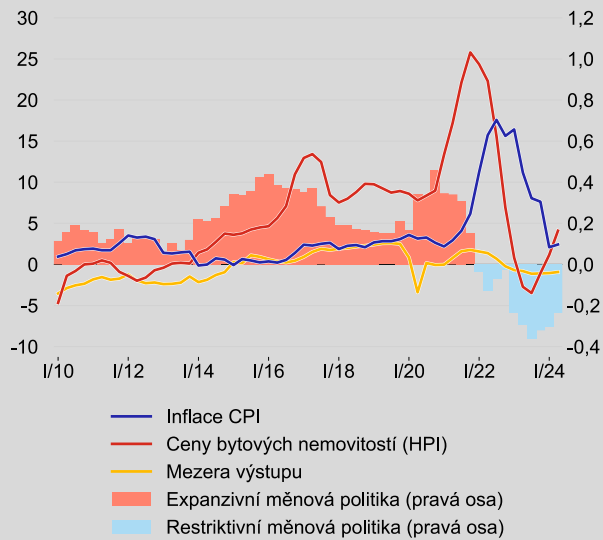 30 1,2
25 1,0
20 0,8
15 0,6
10 0,4
5 0,2
0 0,0
-5 -0,2
-10 -0,4
I/10 I/12 I/14 I/16 I/18 I/20 I/22 I/24
Inflace CPI
Ceny bytových nemovitostí (HPI)
Mezera výstupu
Expanzivní měnová politika (pravá osa)
Restriktivní měnová politika (pravá osa)